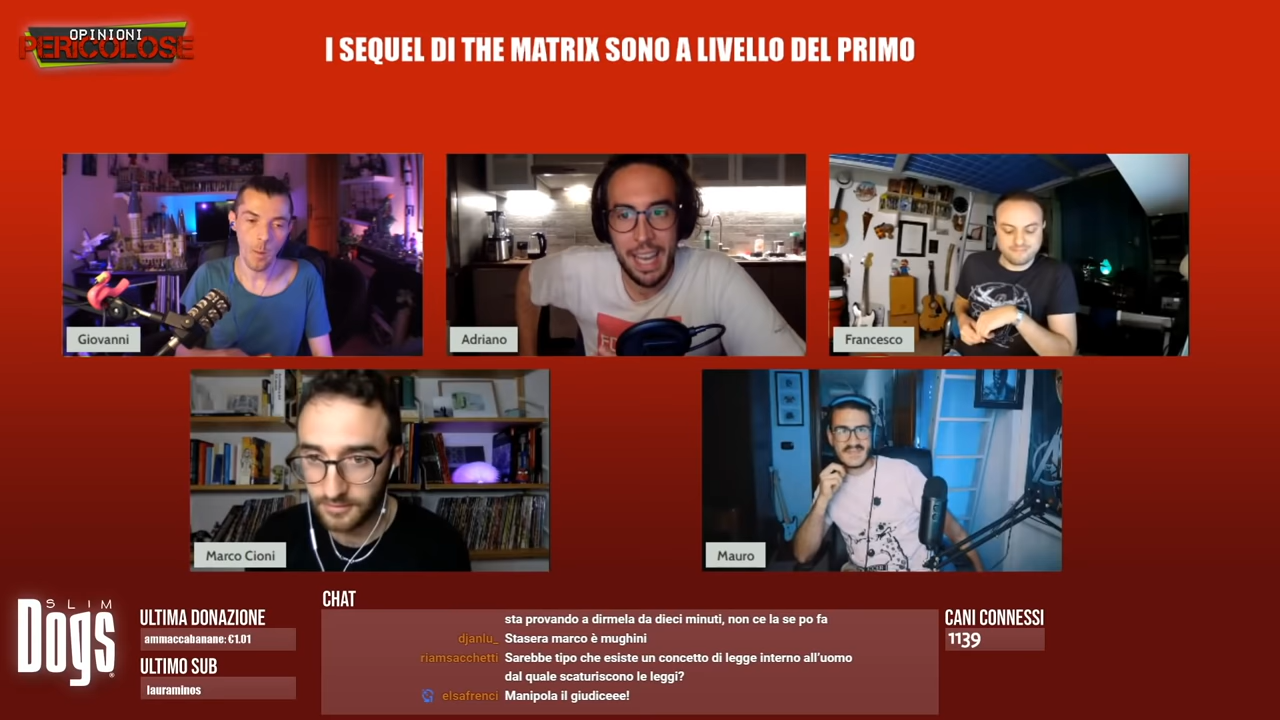 OPINIONI
PERICOLOSE
I SEQUEL DI THE MATRIX SONO A LIVELLO DEL PRIMO
Giovanni
Adriano
Francesco
Marco Cioni
Mauro
SLIM
Dogs
ULTIMA DONAZIONE
ammaccabanane: €1.01
ULTIMO SUB
lauraminos
CHAT
sta provando a dirmela da dieci minuti, non ce la se po fa
djanlu_ Stasera marco è mughini
riamsacchetti Sarebbe tipo che esiste un concetto di legge interno all'uomo
dal quale scaturiscono le leggi?
elsafrenci Manipola il giudiceee!
CANI CONNESSI
1139